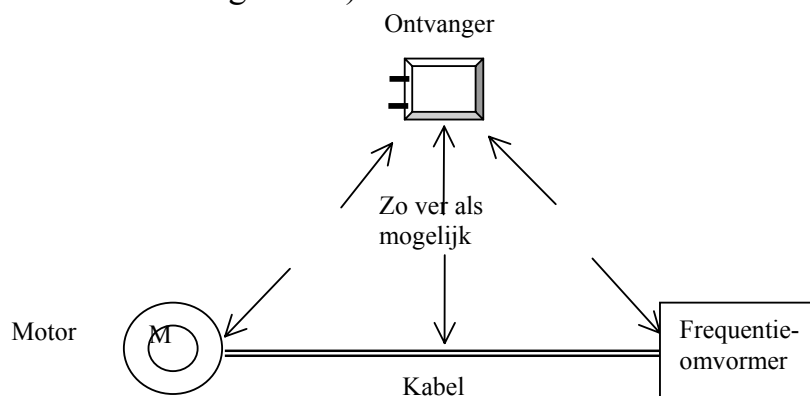 Ontvanger
Zo ver als
mogelijk
Motor
M
Frequentie-
omvormer
Kabel